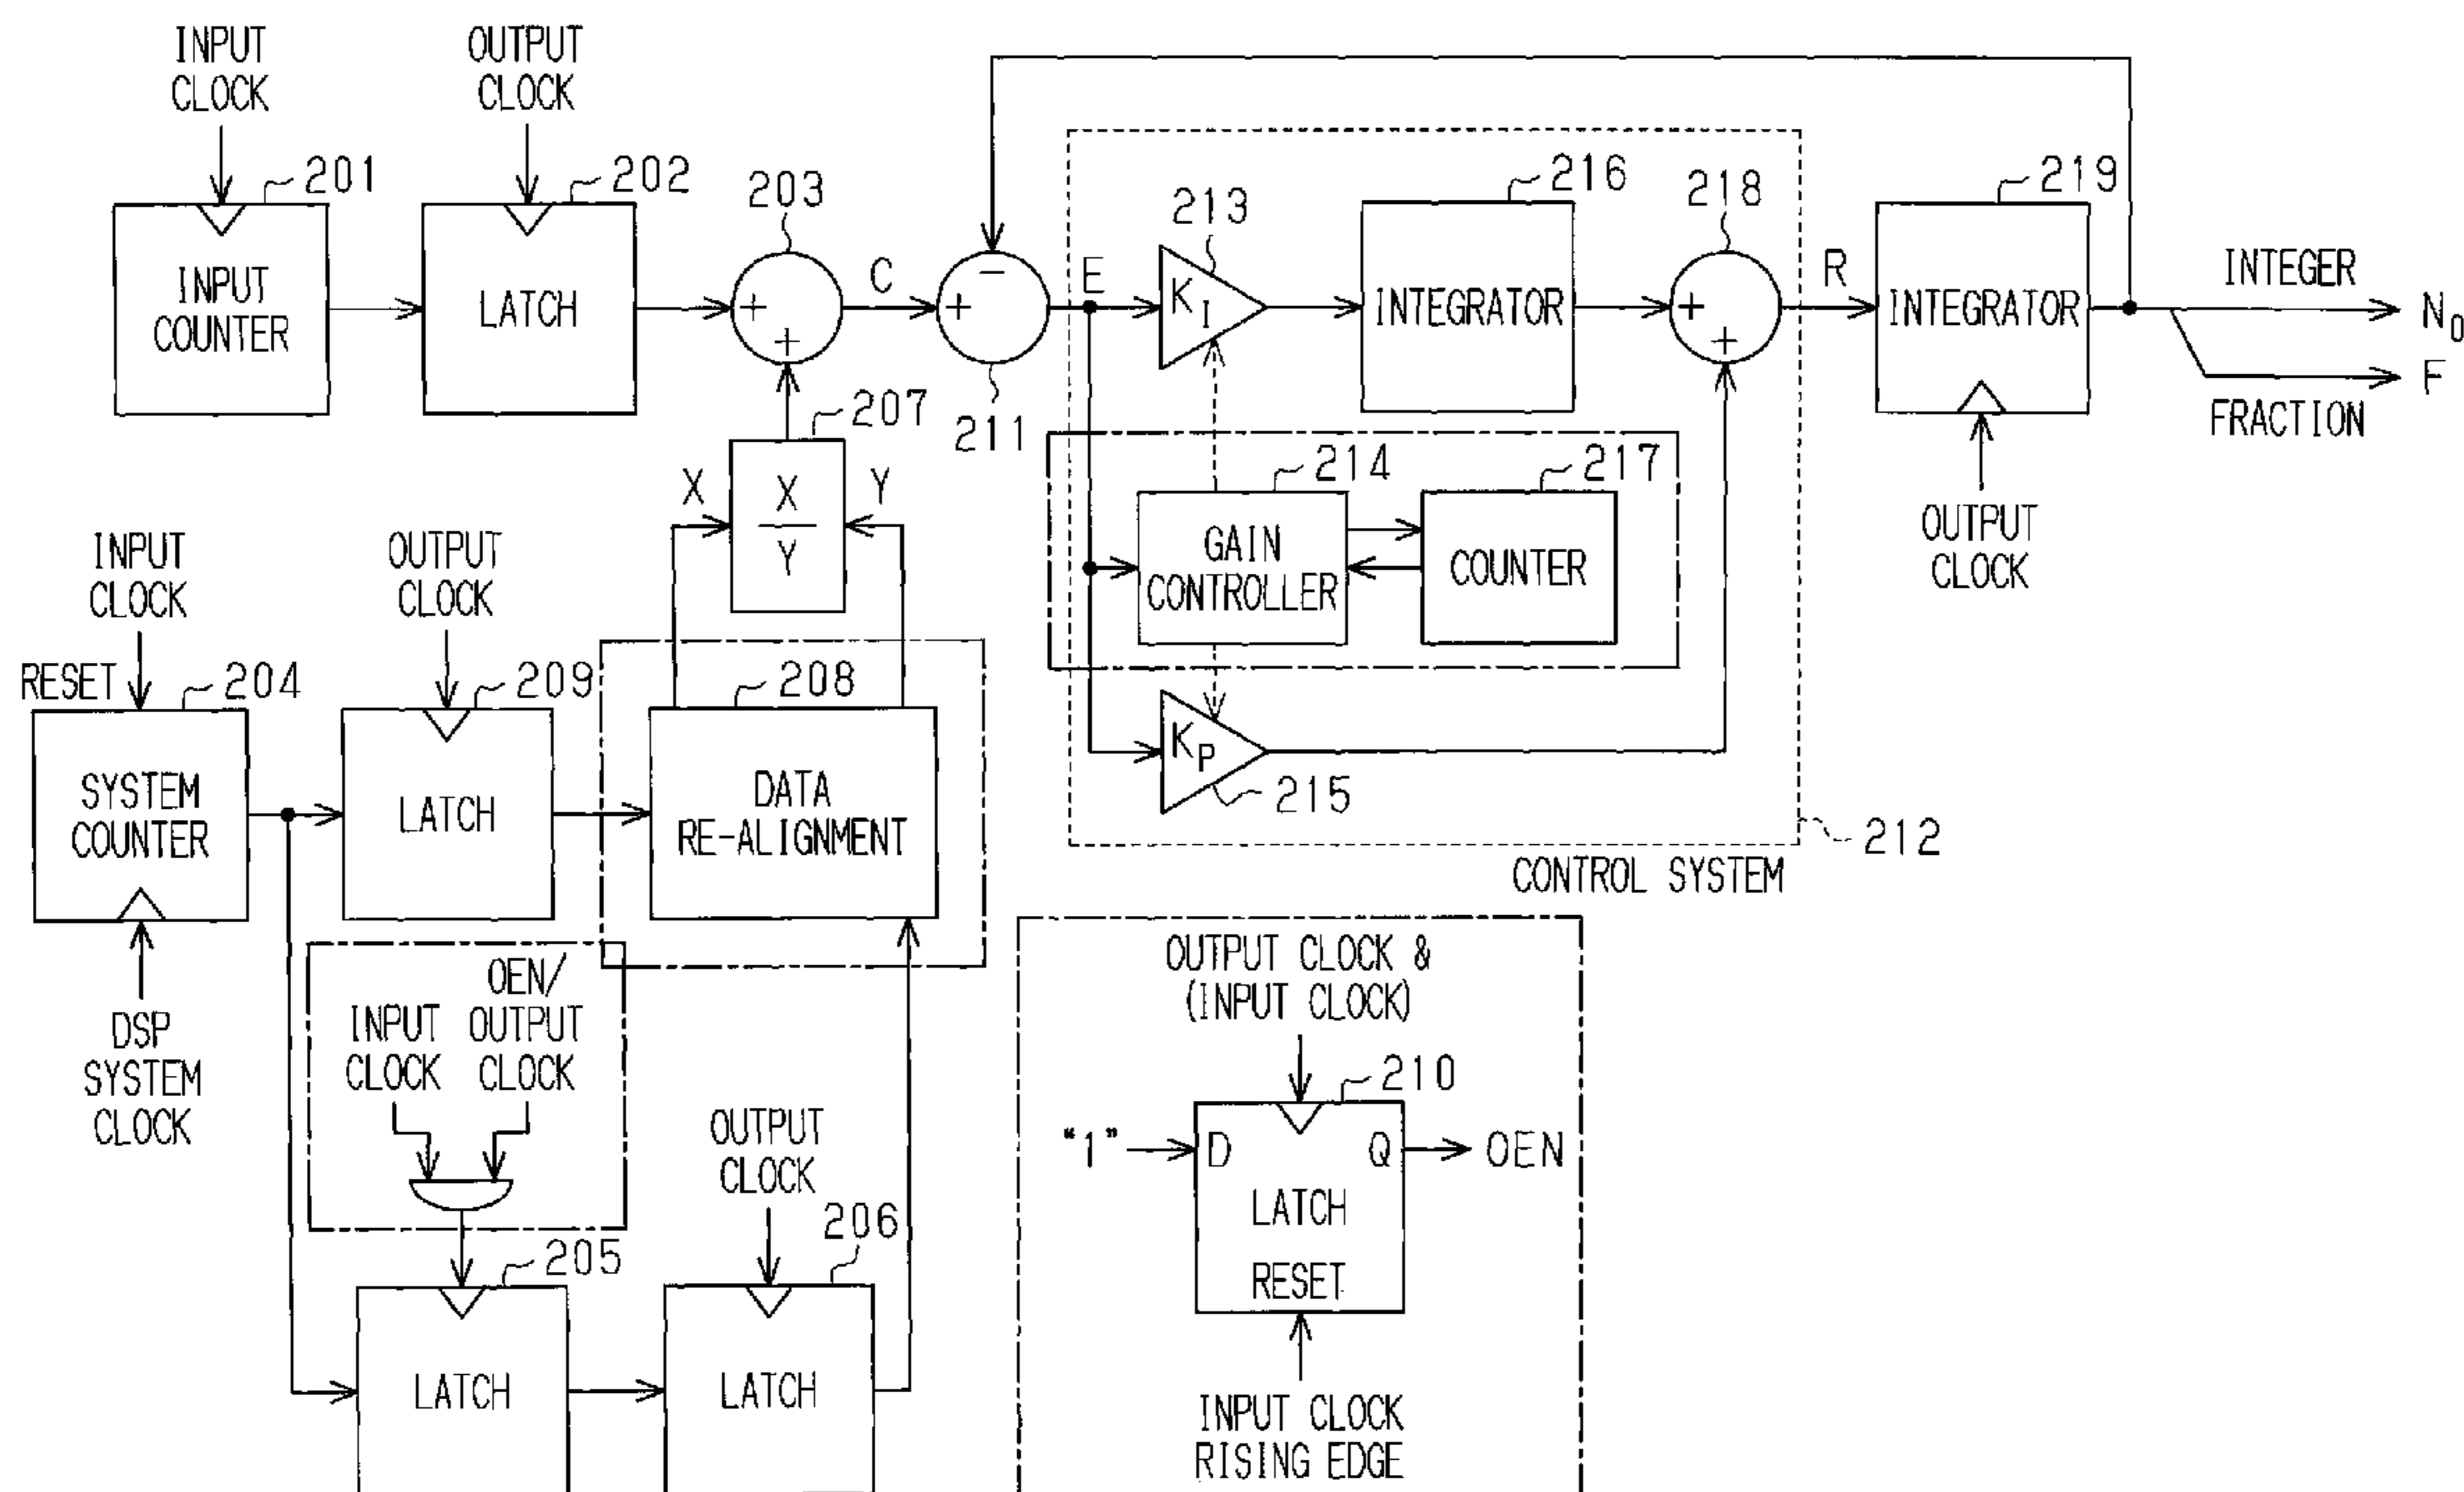 INPUT
CLOCK
OUTPUT
CLOCK
201
202
203
213
216
218
219
INPUT
COUNTER
LATCH
+
+
C
+
−
E
K I
INTEGRATOR
+
+
R
INTEGRATOR
INTEGER
N0
F
FRACTION
211
207
X
X
Y
Y
214
217
GAIN
CONTROLLER
COUNTER
OUTPUT
CLOCK
INPUT
CLOCK
OUTPUT
CLOCK
RESET
204
209
208
SYSTEM
COUNTER
LATCH
DATA
RE-ALIGNMENT
KP
215
212
CONTROL SYSTEM
DSP
SYSTEM
CLOCK
INPUT
CLOCK
OEN/
OUTPUT
CLOCK
OUTPUT
CLOCK
205
206
LATCH
LATCH
OUTPUT CLOCK &
(INPUT CLOCK)
210
"1"
D
Q
OEN
LATCH
RESET
INPUT CLOCK
RISING EDGE